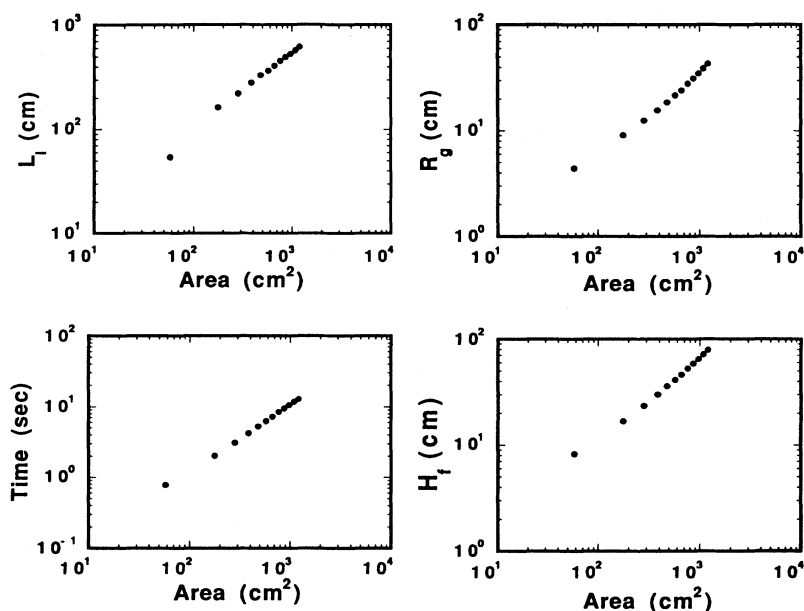 10³
10²
10¹
L_l (cm)
10¹ 10² 10³ 10⁴
Area (cm²)
10²
10¹
10⁰
R_g (cm)
10¹ 10² 10³ 10⁴
Area (cm²)
10²
10¹
10⁰
10⁻¹
Time (sec)
10¹ 10² 10³ 10⁴
Area (cm²)
10²
10¹
10⁰
H_f (cm)
10¹ 10² 10³ 10⁴
Area (cm²)